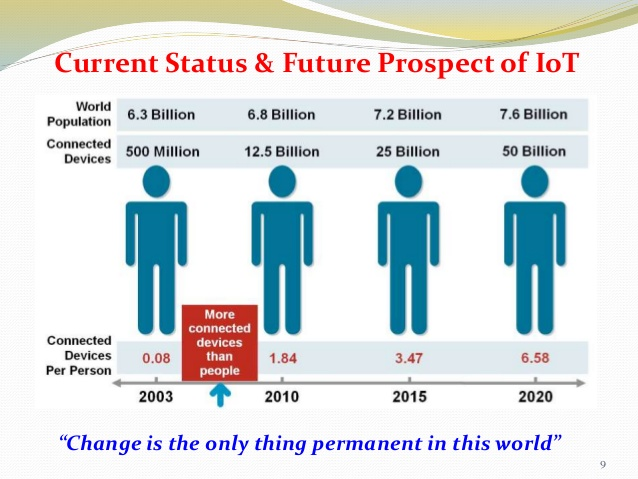 Current Status & Future Prospect of IoT
World
Population
6.3 Billion 6.8 Billion 7.2 Billion 7.6 Billion
Connected
Devices
500 Million 12.5 Billion 25 Billion 50 Billion
More
connected
devices
than
people
Connected
Devices
Per Person
0.08 1.84 3.47 6.58
2003 2010 2015 2020
“Change is the only thing permanent in this world”
9